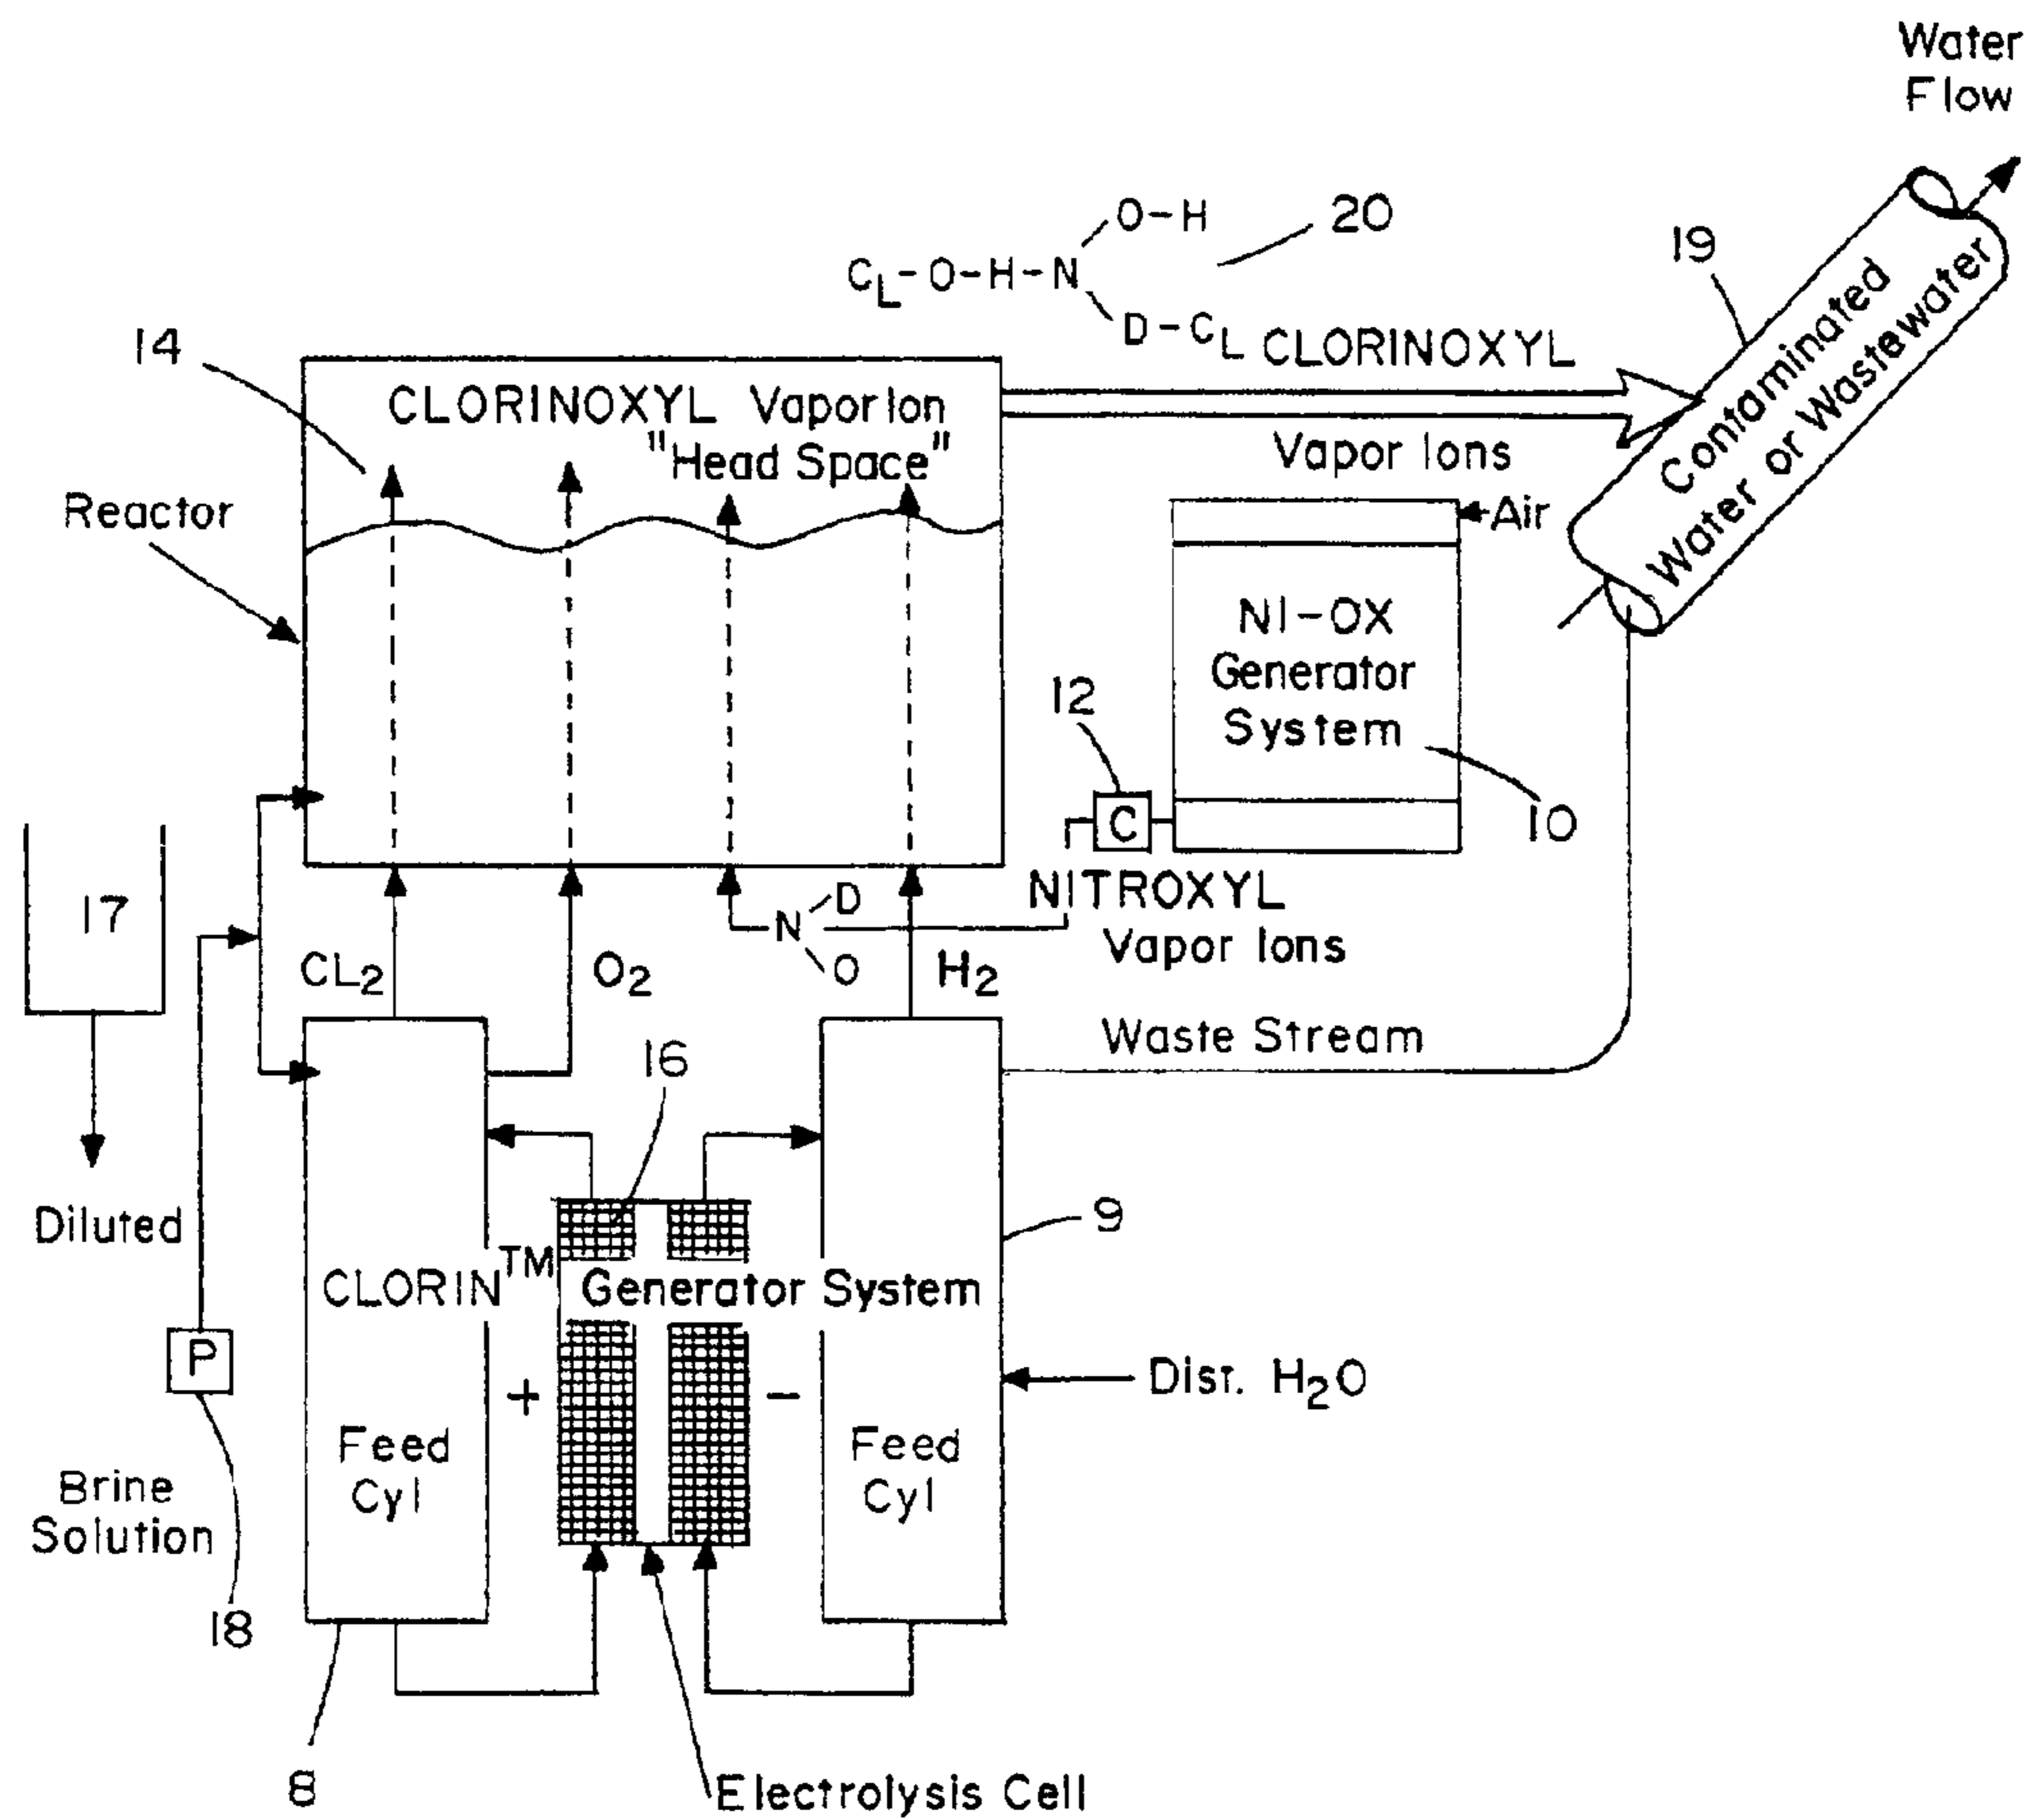 Water
Flow
O-H
20
CL-O-H-N
D-CL
CLORINOXYL
19
Contaminated
Water or Wastewater
14
CLORINOXYL Vapor Ion
"Head Space"
Vapor Ions
Reactor
Air
NI-OX
Generator
System
12
C
10
17
NITROXYL
Vapor Ions
D
N
O
CL2
O2
H2
Waste Stream
16
Diluted
9
CLORIN™ Generator System
P
+
-
Dist. H2O
Feed
Cyl
Feed
Cyl
Brine
Solution
18
8
Electrolysis Cell